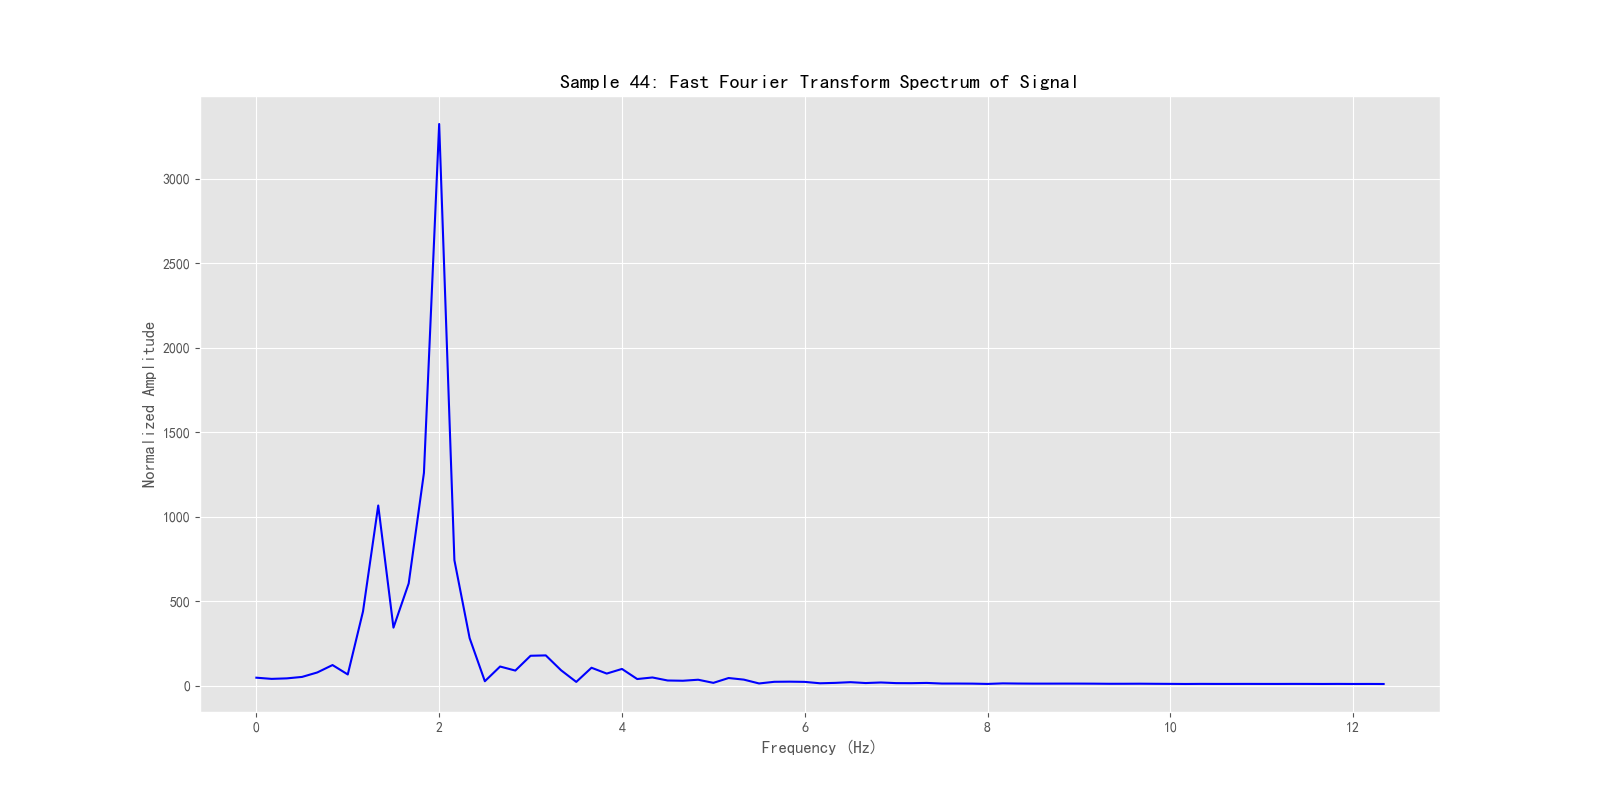 Sample 44: Fast Fourier Transform Spectrum of Signal
Normalized Amplitude
3000
2500
2000
1500
1000
500
0
0 2 4 6 8 10 12
Frequency (Hz)